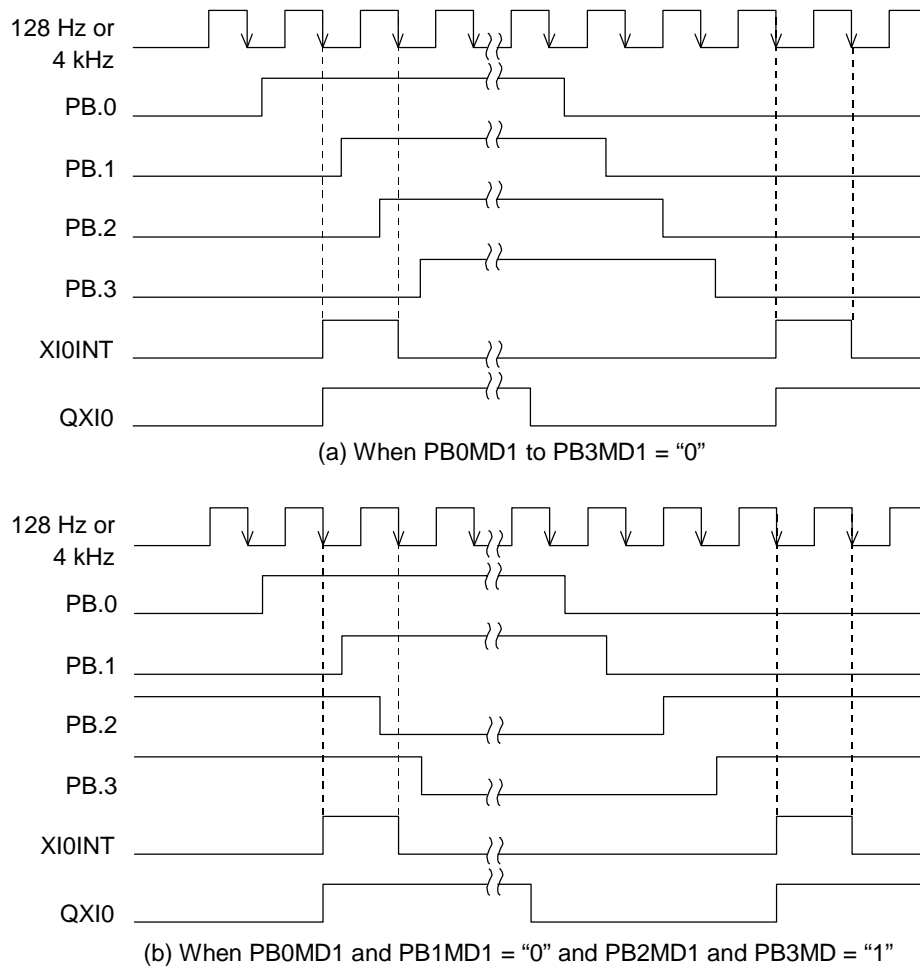 128 Hz or
4 kHz
PB.0
PB.1
PB.2
PB.3
XI0INT
QXI0
(a) When PB0MD1 to PB3MD1 = “0”
128 Hz or
4 kHz
PB.0
PB.1
PB.2
PB.3
XI0INT
QXI0
(b) When PB0MD1 and PB1MD1 = “0” and PB2MD1 and PB3MD = “1”